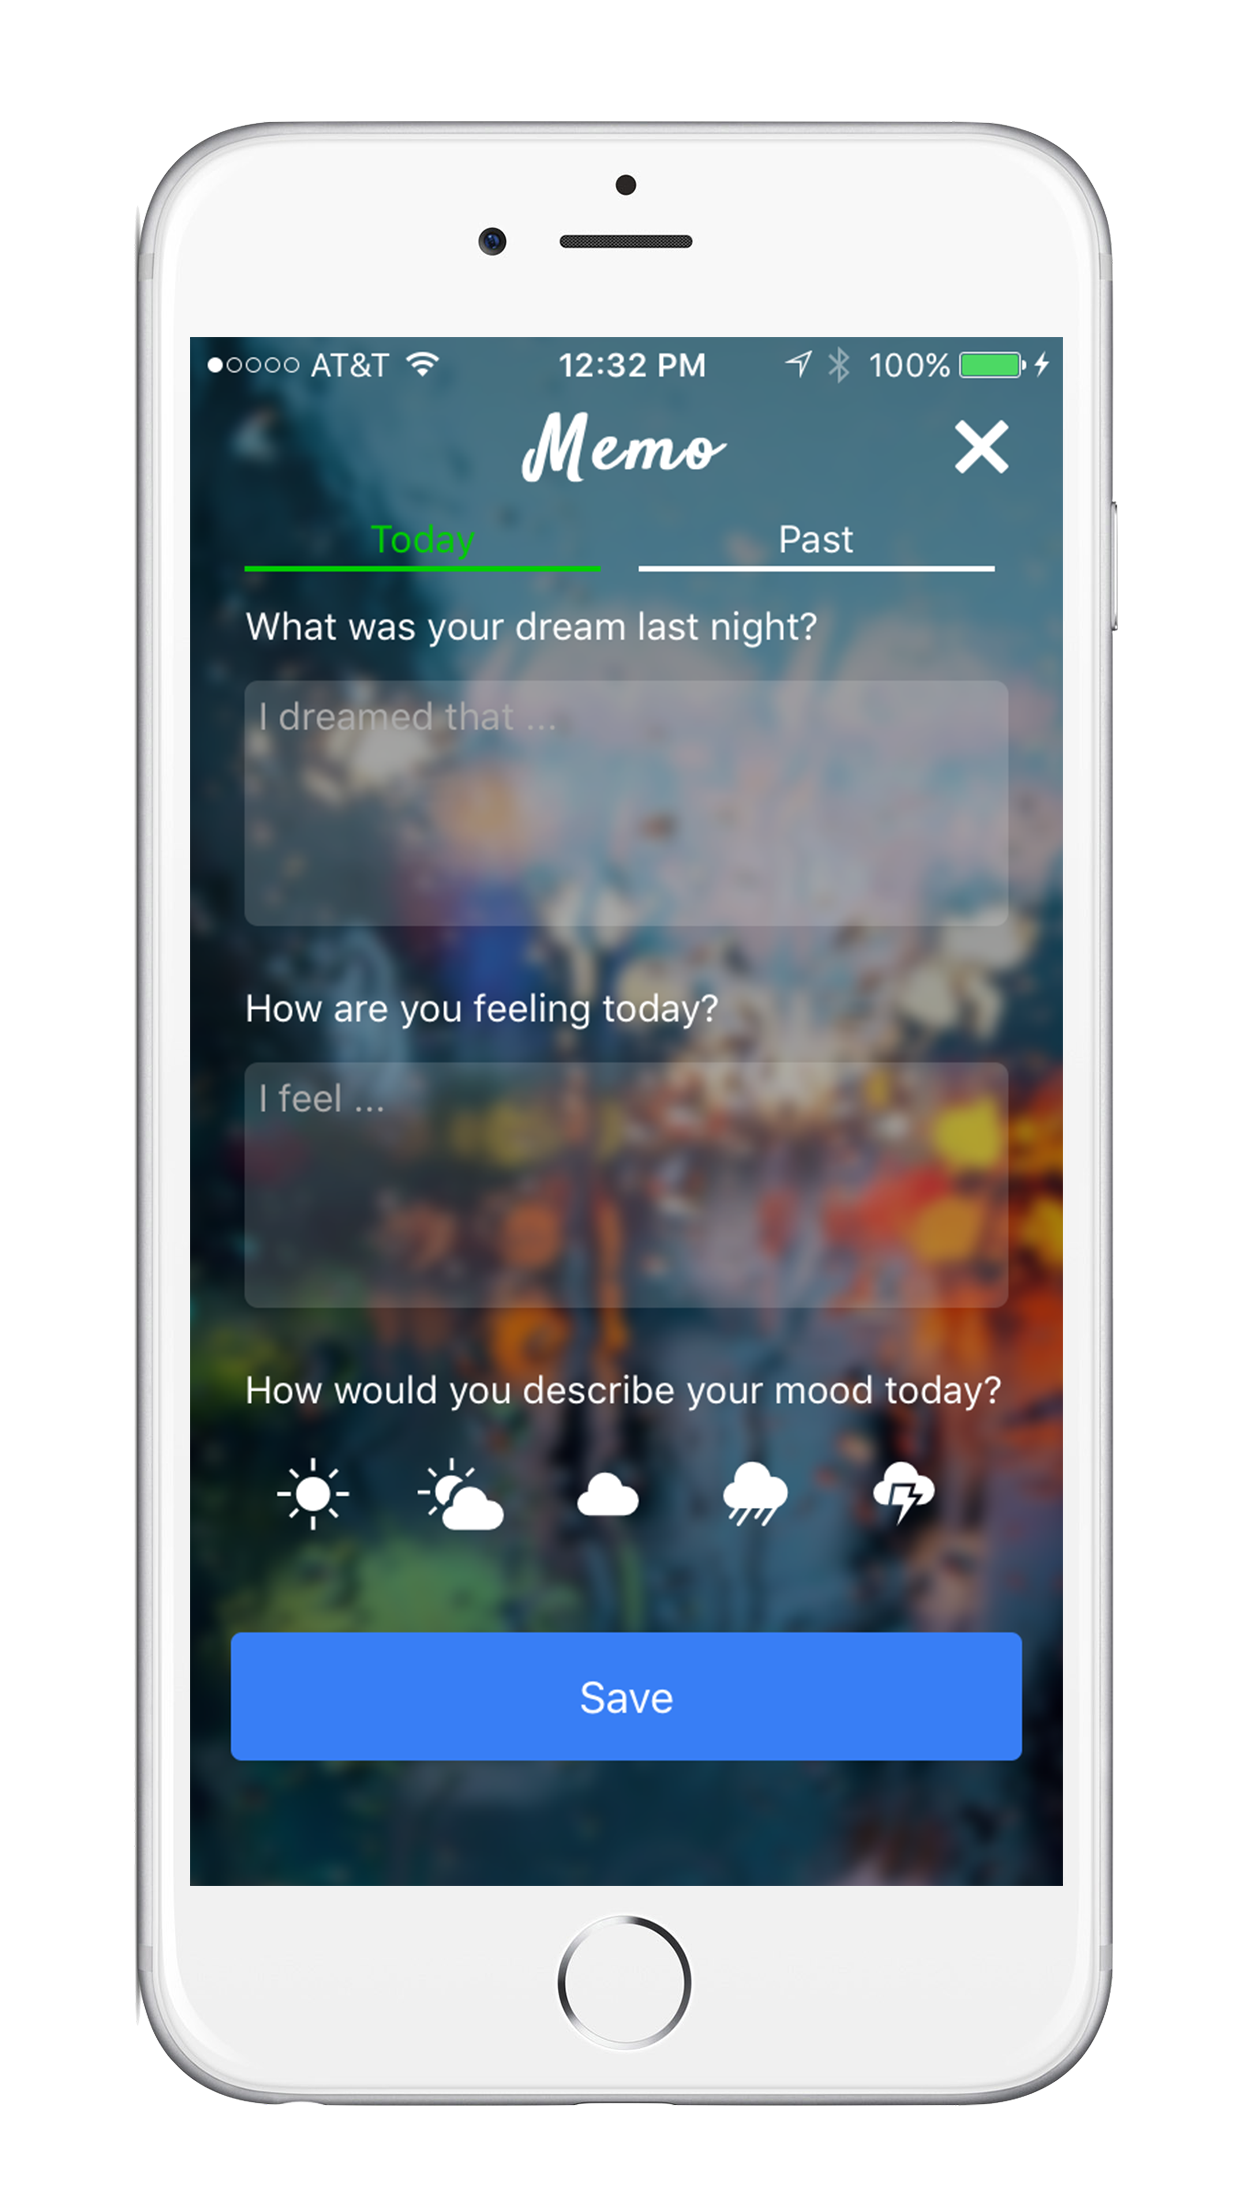 AT&T 12:32 PM 100%
Memo
Today Past
What was your dream last night?
I dreamed that ...
How are you feeling today?
I feel ...
How would you describe your mood today?
Save